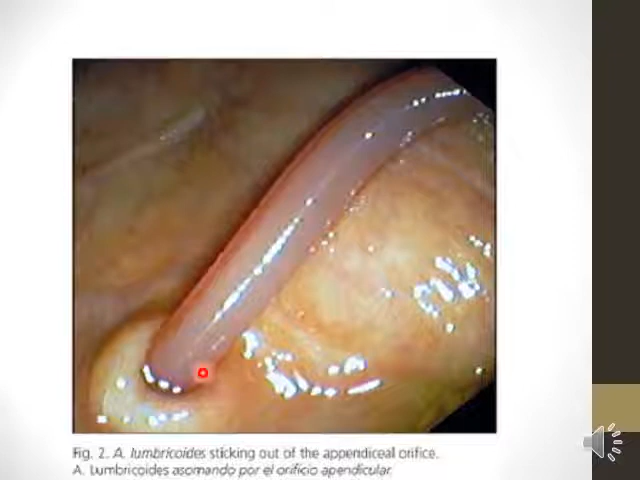 Fig. 2. A. lumbricoides sticking out of the appendiceal orifice.
A. Lumbricoides asomando por el orificio apendicular.